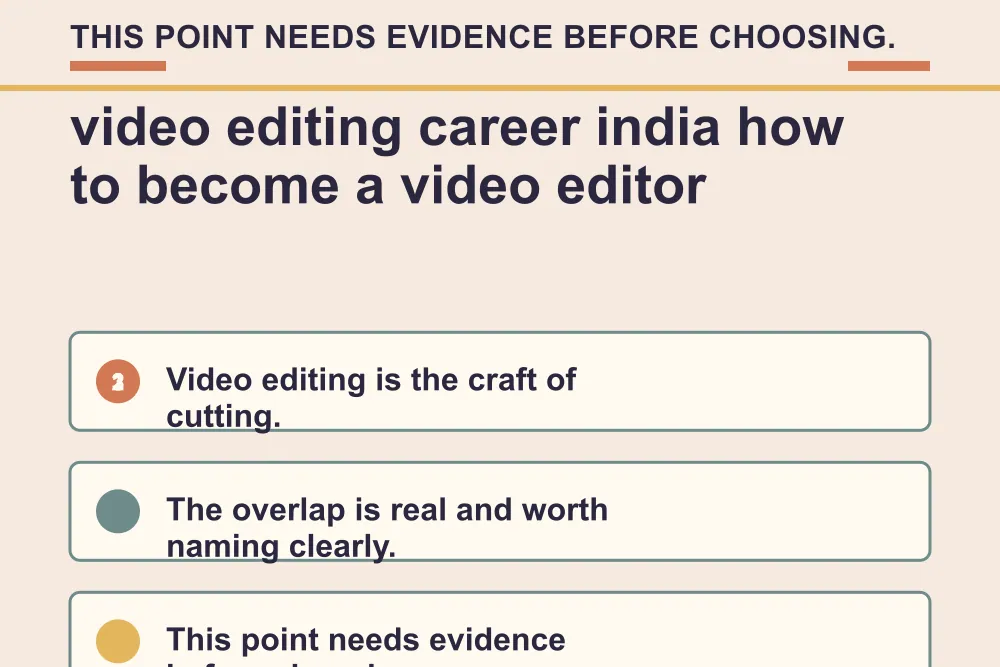 THIS POINT NEEDS EVIDENCE BEFORE CHOOSING.
video editing career india how
to become a video editor
Video editing is the craft of
cutting.
The overlap is real and worth
naming clearly.
This point needs evidence